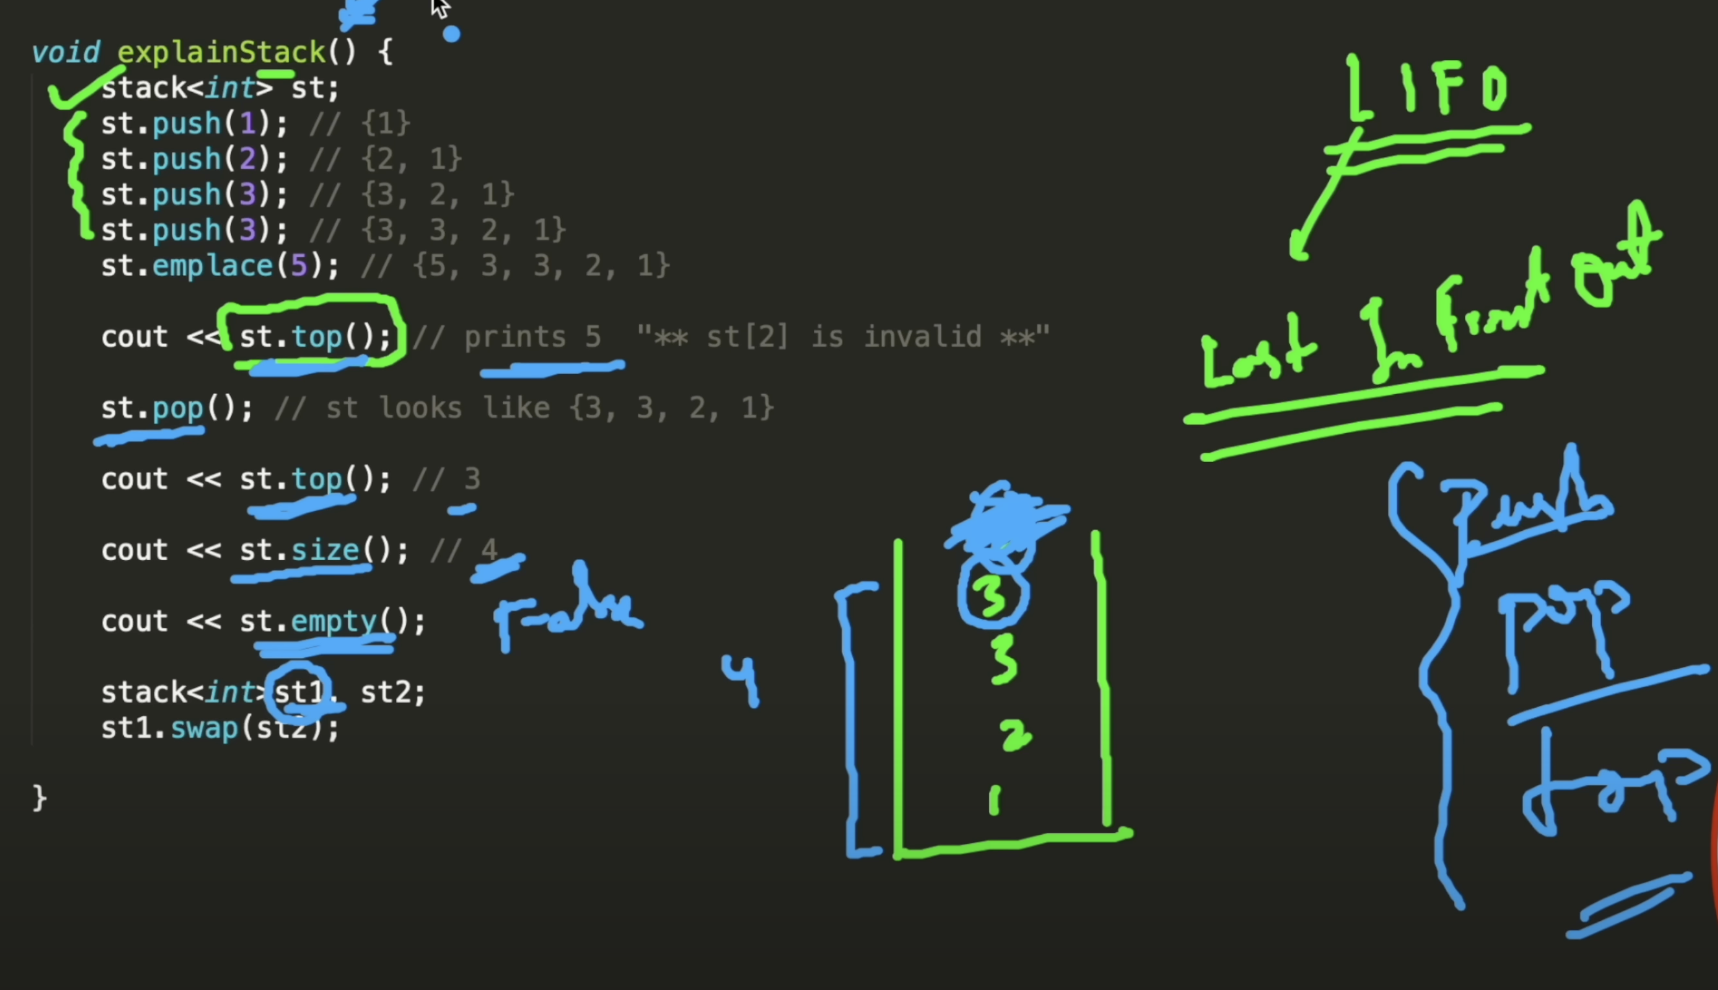 void explainStack() {
stack<int> st;
st.push(1); // {1}
st.push(2); // {2, 1}
st.push(3); // {3, 2, 1}
st.push(3); // {3, 3, 2, 1}
st.emplace(5); // {5, 3, 3, 2, 1}
cout << st.top(); // prints 5 "** st[2] is invalid **"
st.pop(); // st looks like {3, 3, 2, 1}
cout << st.top(); // 3
cout << st.size(); // 4
cout << st.empty();
stack<int>st1, st2;
st1.swap(st2);
}
LIFO
Last In First Out
False
4
3
3
2
1
Push
pop
top